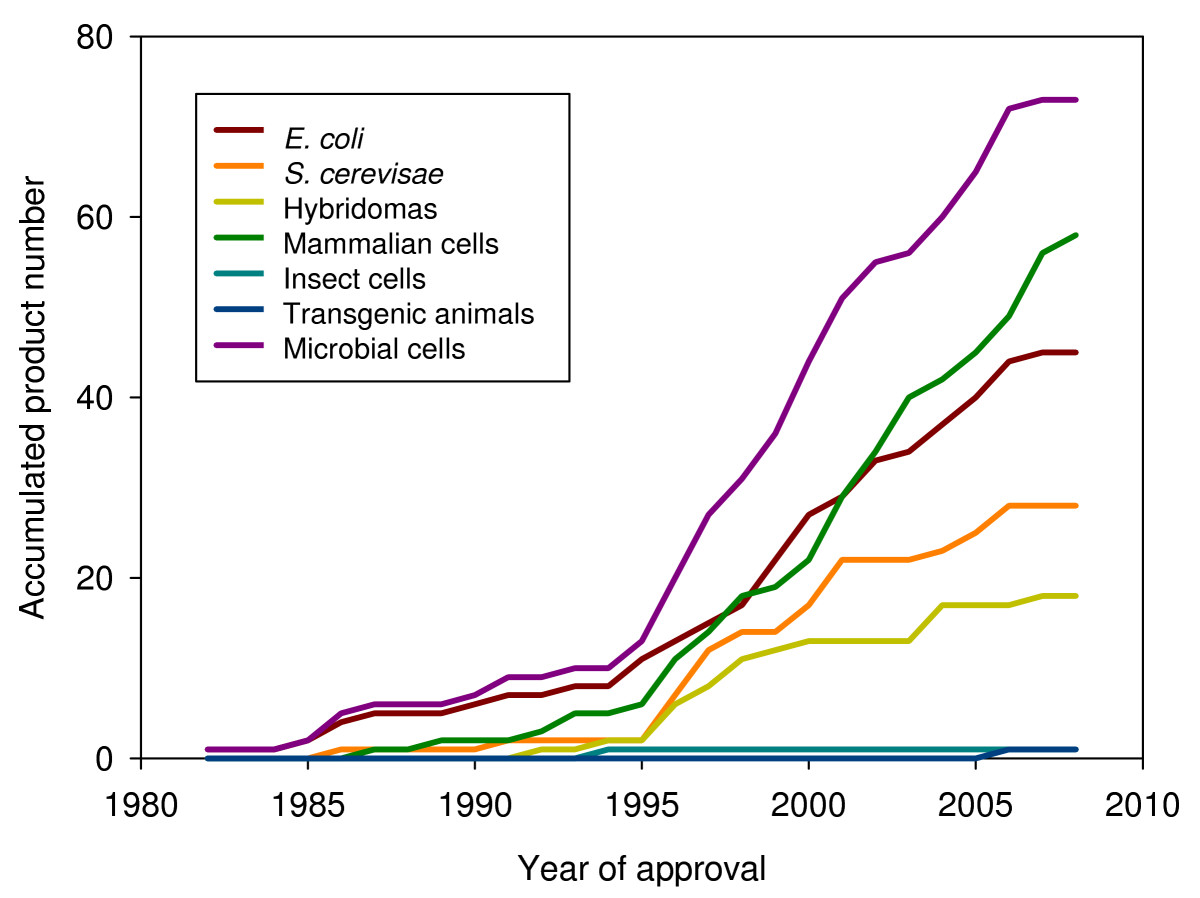 80
60
40
20
0
Accumulated product number
E. coli
S. cerevisae
Hybridomas
Mammalian cells
Insect cells
Transgenic animals
Microbial cells
1980 1985 1990 1995 2000 2005 2010
Year of approval